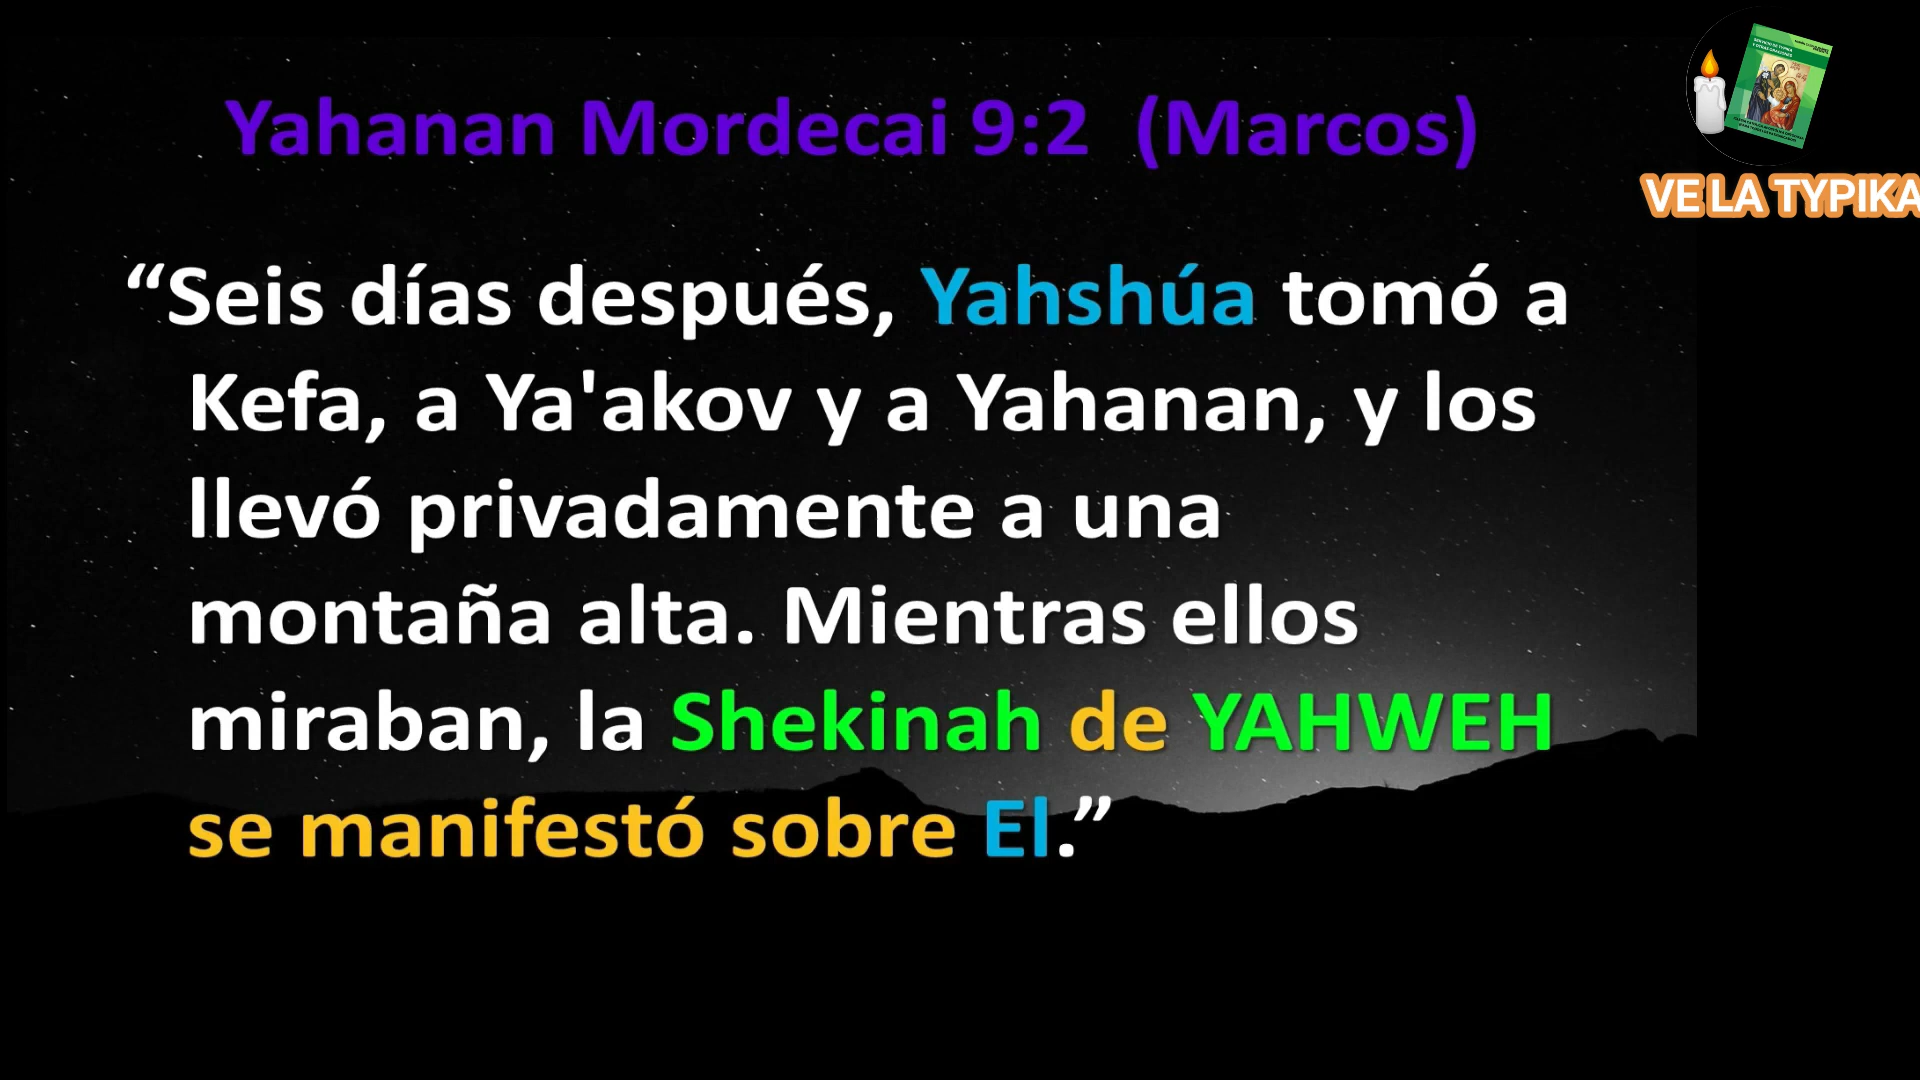 Yahanan Mordecai 9:2 (Marcos)
“Seis días después, Yahshúa tomó a
Kefa, a Ya'akov y a Yahanan, y los
llevó privadamente a una
montaña alta. Mientras ellos
miraban, la Shekinah de YAHWEH
se manifestó sobre El.”
VE LA TYPIKA